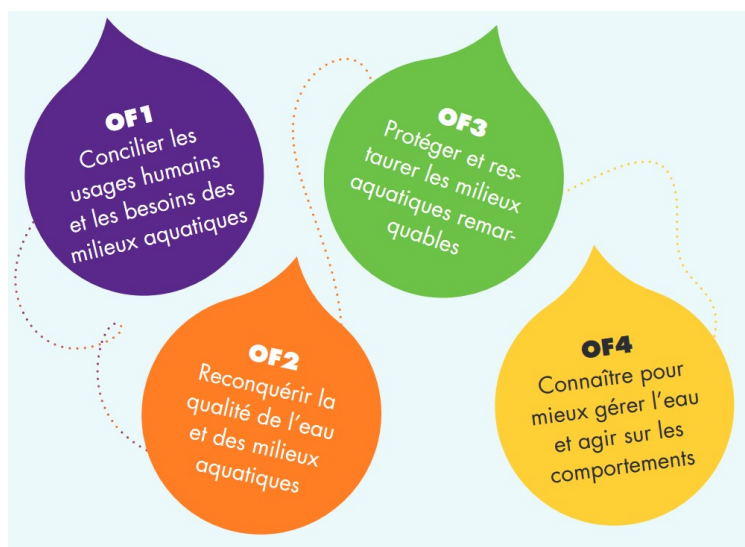 OF1
Concilier les
usages humains
et les besoins des
milieux aquatiques
OF2
Reconquérir la
qualité de l'eau
et des milieux
aquatiques
OF3
Protéger et res-
taurer les milieux
aquatiques remar-
quables
OF4
Connaître pour
mieux gérer l'eau
et agir sur les
comportements